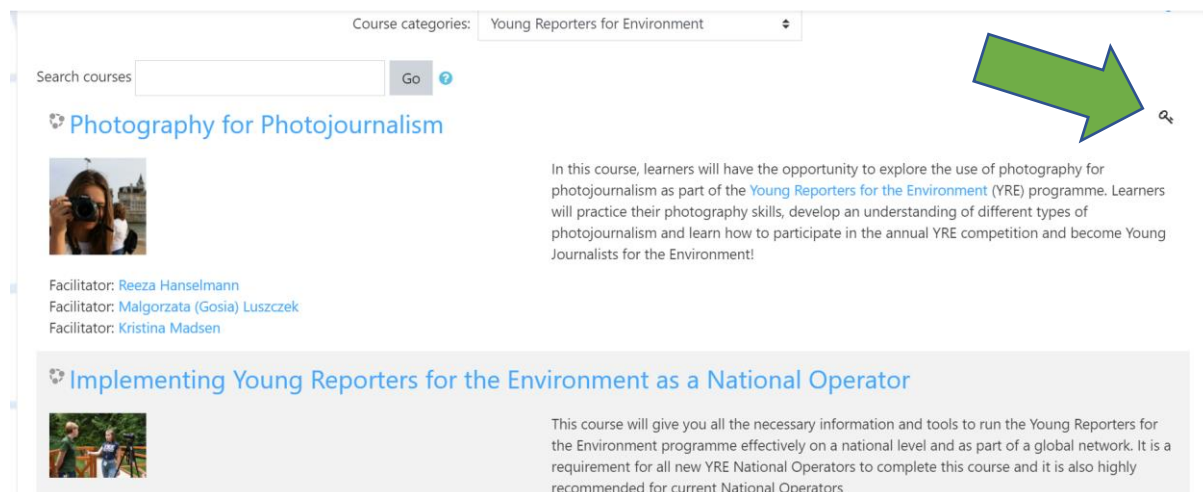 Course categories: Young Reporters for Environment
Search courses Go
Photography for Photojournalism
In this course, learners will have the opportunity to explore the use of photography for
photojournalism as part of the Young Reporters for the Environment (YRE) programme. Learners
will practice their photography skills, develop an understanding of different types of
photojournalism and learn how to participate in the annual YRE competition and become Young
Journalists for the Environment!
Facilitator: Reeza Hanselmann
Facilitator: Malgorzata (Gosia) Luszczek
Facilitator: Kristina Madsen
Implementing Young Reporters for the Environment as a National Operator
This course will give you all the necessary information and tools to run the Young Reporters for
the Environment programme effectively on a national level and as part of a global network. It is a
requirement for all new YRE National Operators to complete this course and it is also highly
recommended for current National Operators